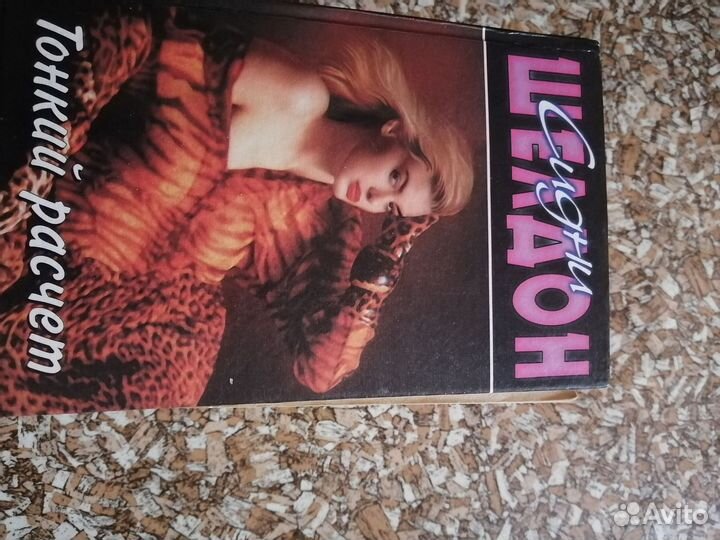 Сидни
ШЕЛДОН
Тонкий расчет
Avito